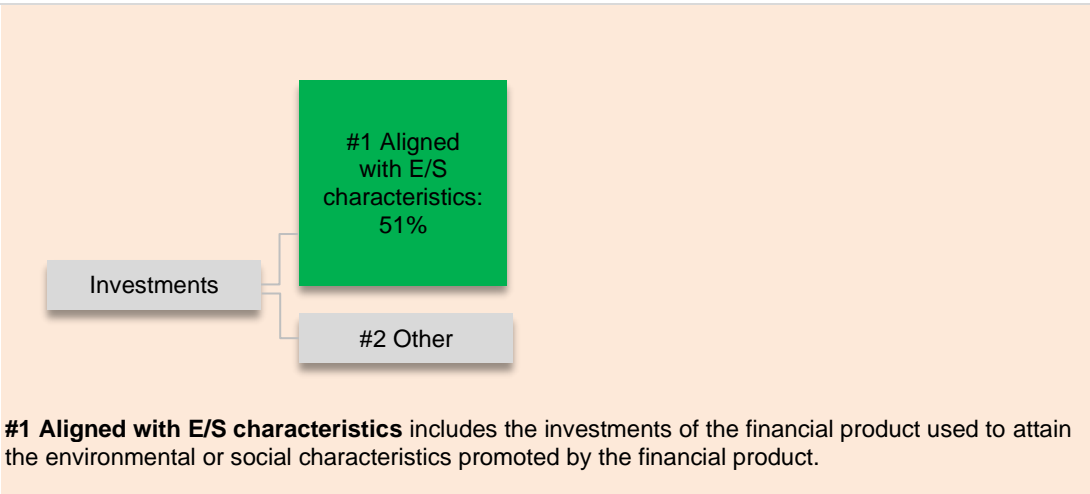 #1 Aligned
with E/S
characteristics:
51%
Investments
#2 Other
#1 Aligned with E/S characteristics includes the investments of the financial product used to attain
the environmental or social characteristics promoted by the financial product.